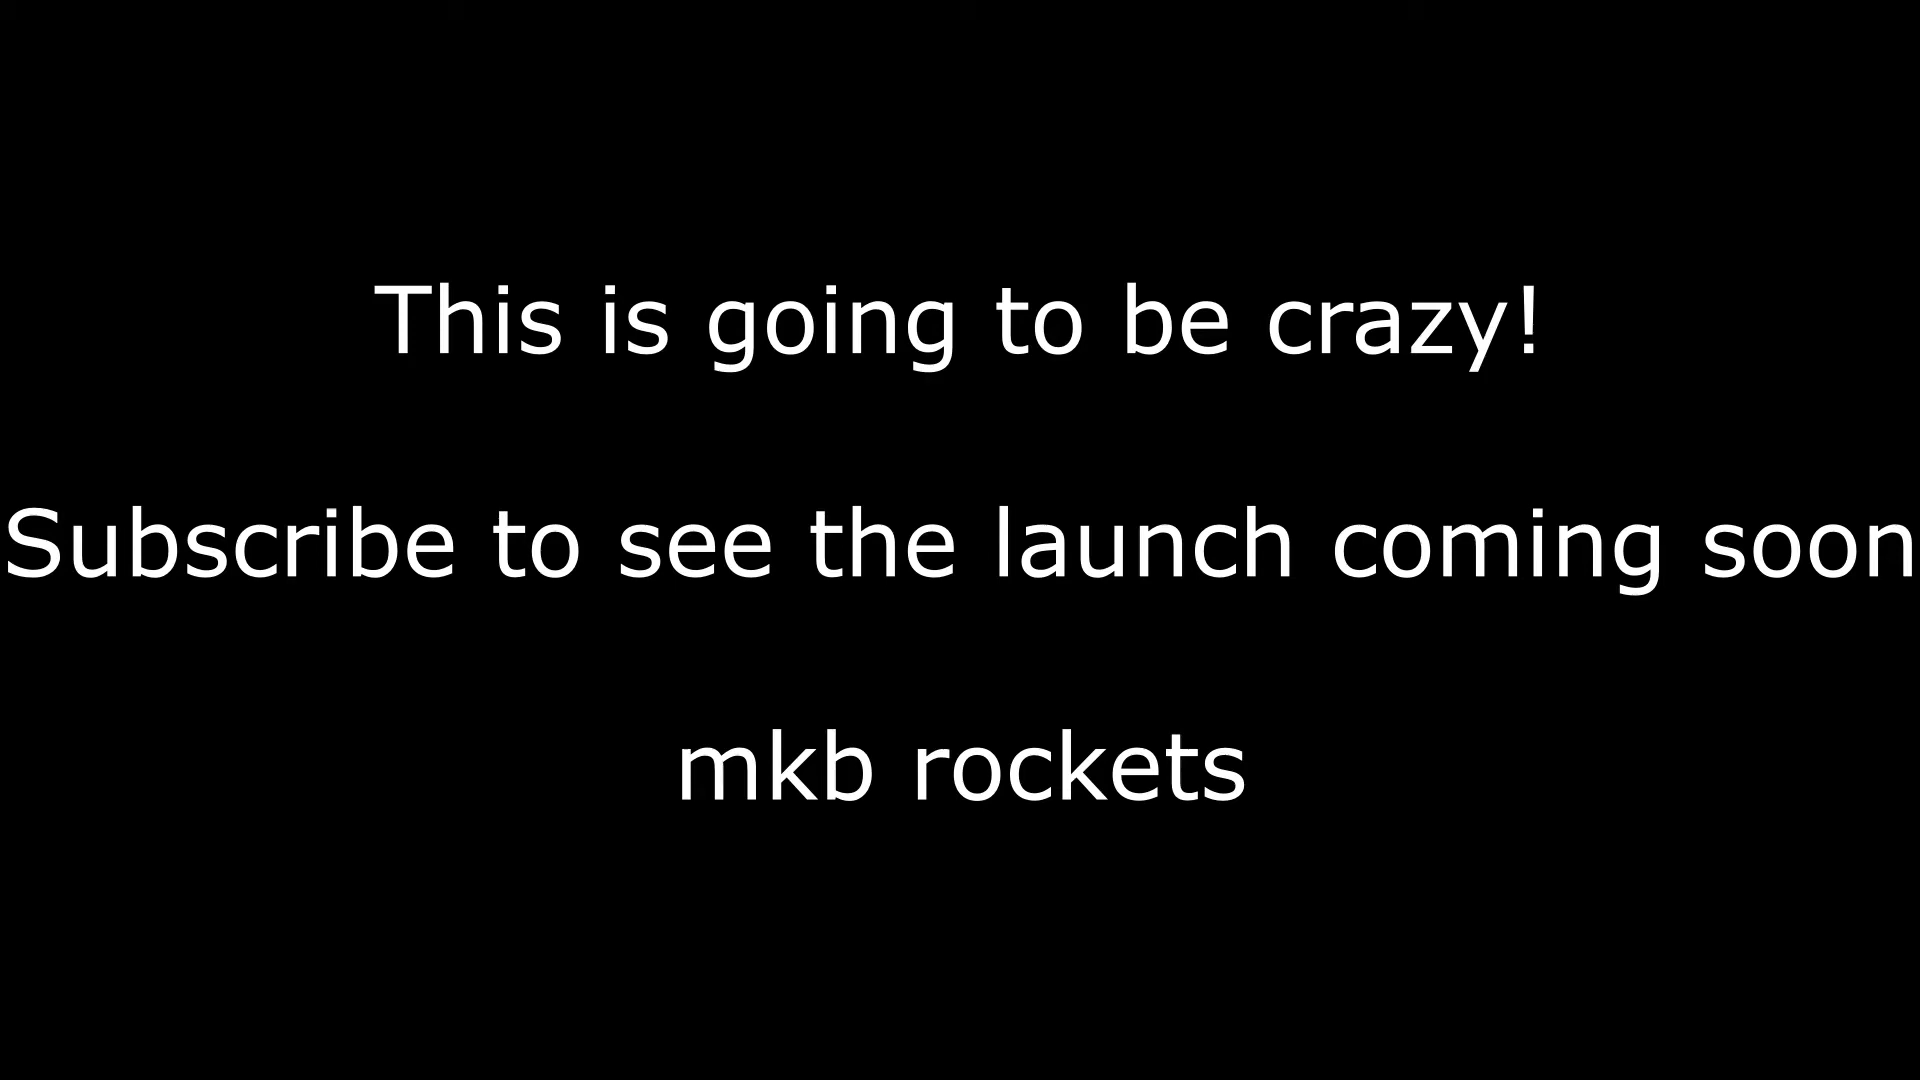 This is going to be crazy!
Subscribe to see the launch coming soon
mkb rockets